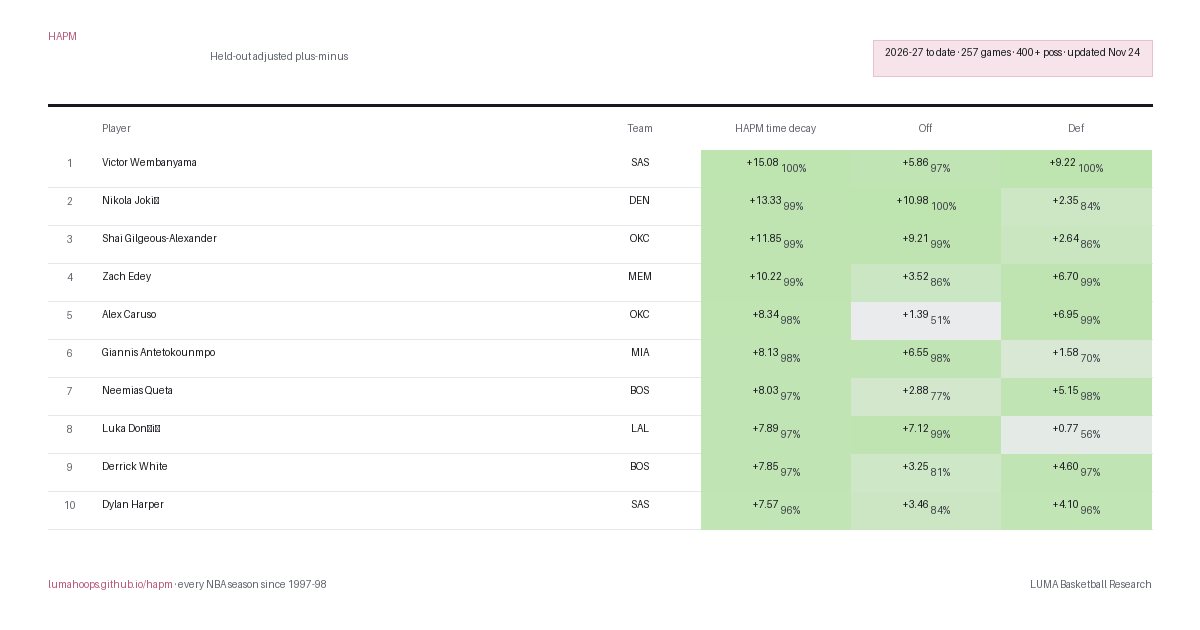 HAPM
Held-out adjusted plus-minus
2026-27 to date · 257 games · 400+ poss · updated Nov 24
Player Team HAPM time decay Off Def
1 Victor Wembanyama SAS +15.08 100% +5.86 97% +9.22 100%
2 Nikola Joki☒ DEN +13.33 99% +10.98 100% +2.35 84%
3 Shai Gilgeous-Alexander OKC +11.85 99% +9.21 99% +2.64 86%
4 Zach Edey MEM +10.22 99% +3.52 86% +6.70 99%
5 Alex Caruso OKC +8.34 98% +1.39 51% +6.95 99%
6 Giannis Antetokounmpo MIA +8.13 98% +6.55 98% +1.58 70%
7 Neemias Queta BOS +8.03 97% +2.88 77% +5.15 98%
8 Luka Don☒i☒ LAL +7.89 97% +7.12 99% +0.77 56%
9 Derrick White BOS +7.85 97% +3.25 81% +4.60 97%
10 Dylan Harper SAS +7.57 96% +3.46 84% +4.10 96%
lumahoops.github.io/hapm · every NBA season since 1997-98
LUMA Basketball Research